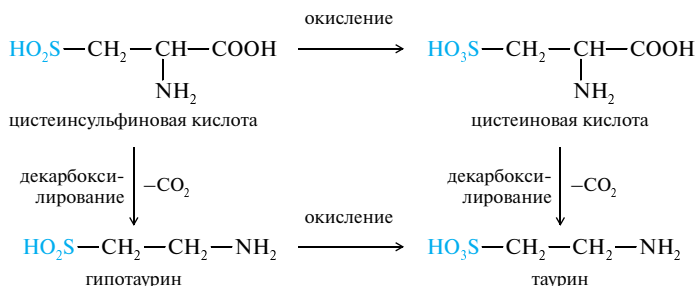 окисление
HO₂S—CH₂—CH—COOH
NH₂
цистеинсульфиновая кислота
HO₃S—CH₂—CH—COOH
NH₂
цистеиновая кислота
декарбокси-
лирование
−CO₂
декарбокси-
лирование
−CO₂
окисление
HO₂S—CH₂—CH₂—NH₂
гипотаурин
HO₃S—CH₂—CH₂—NH₂
таурин